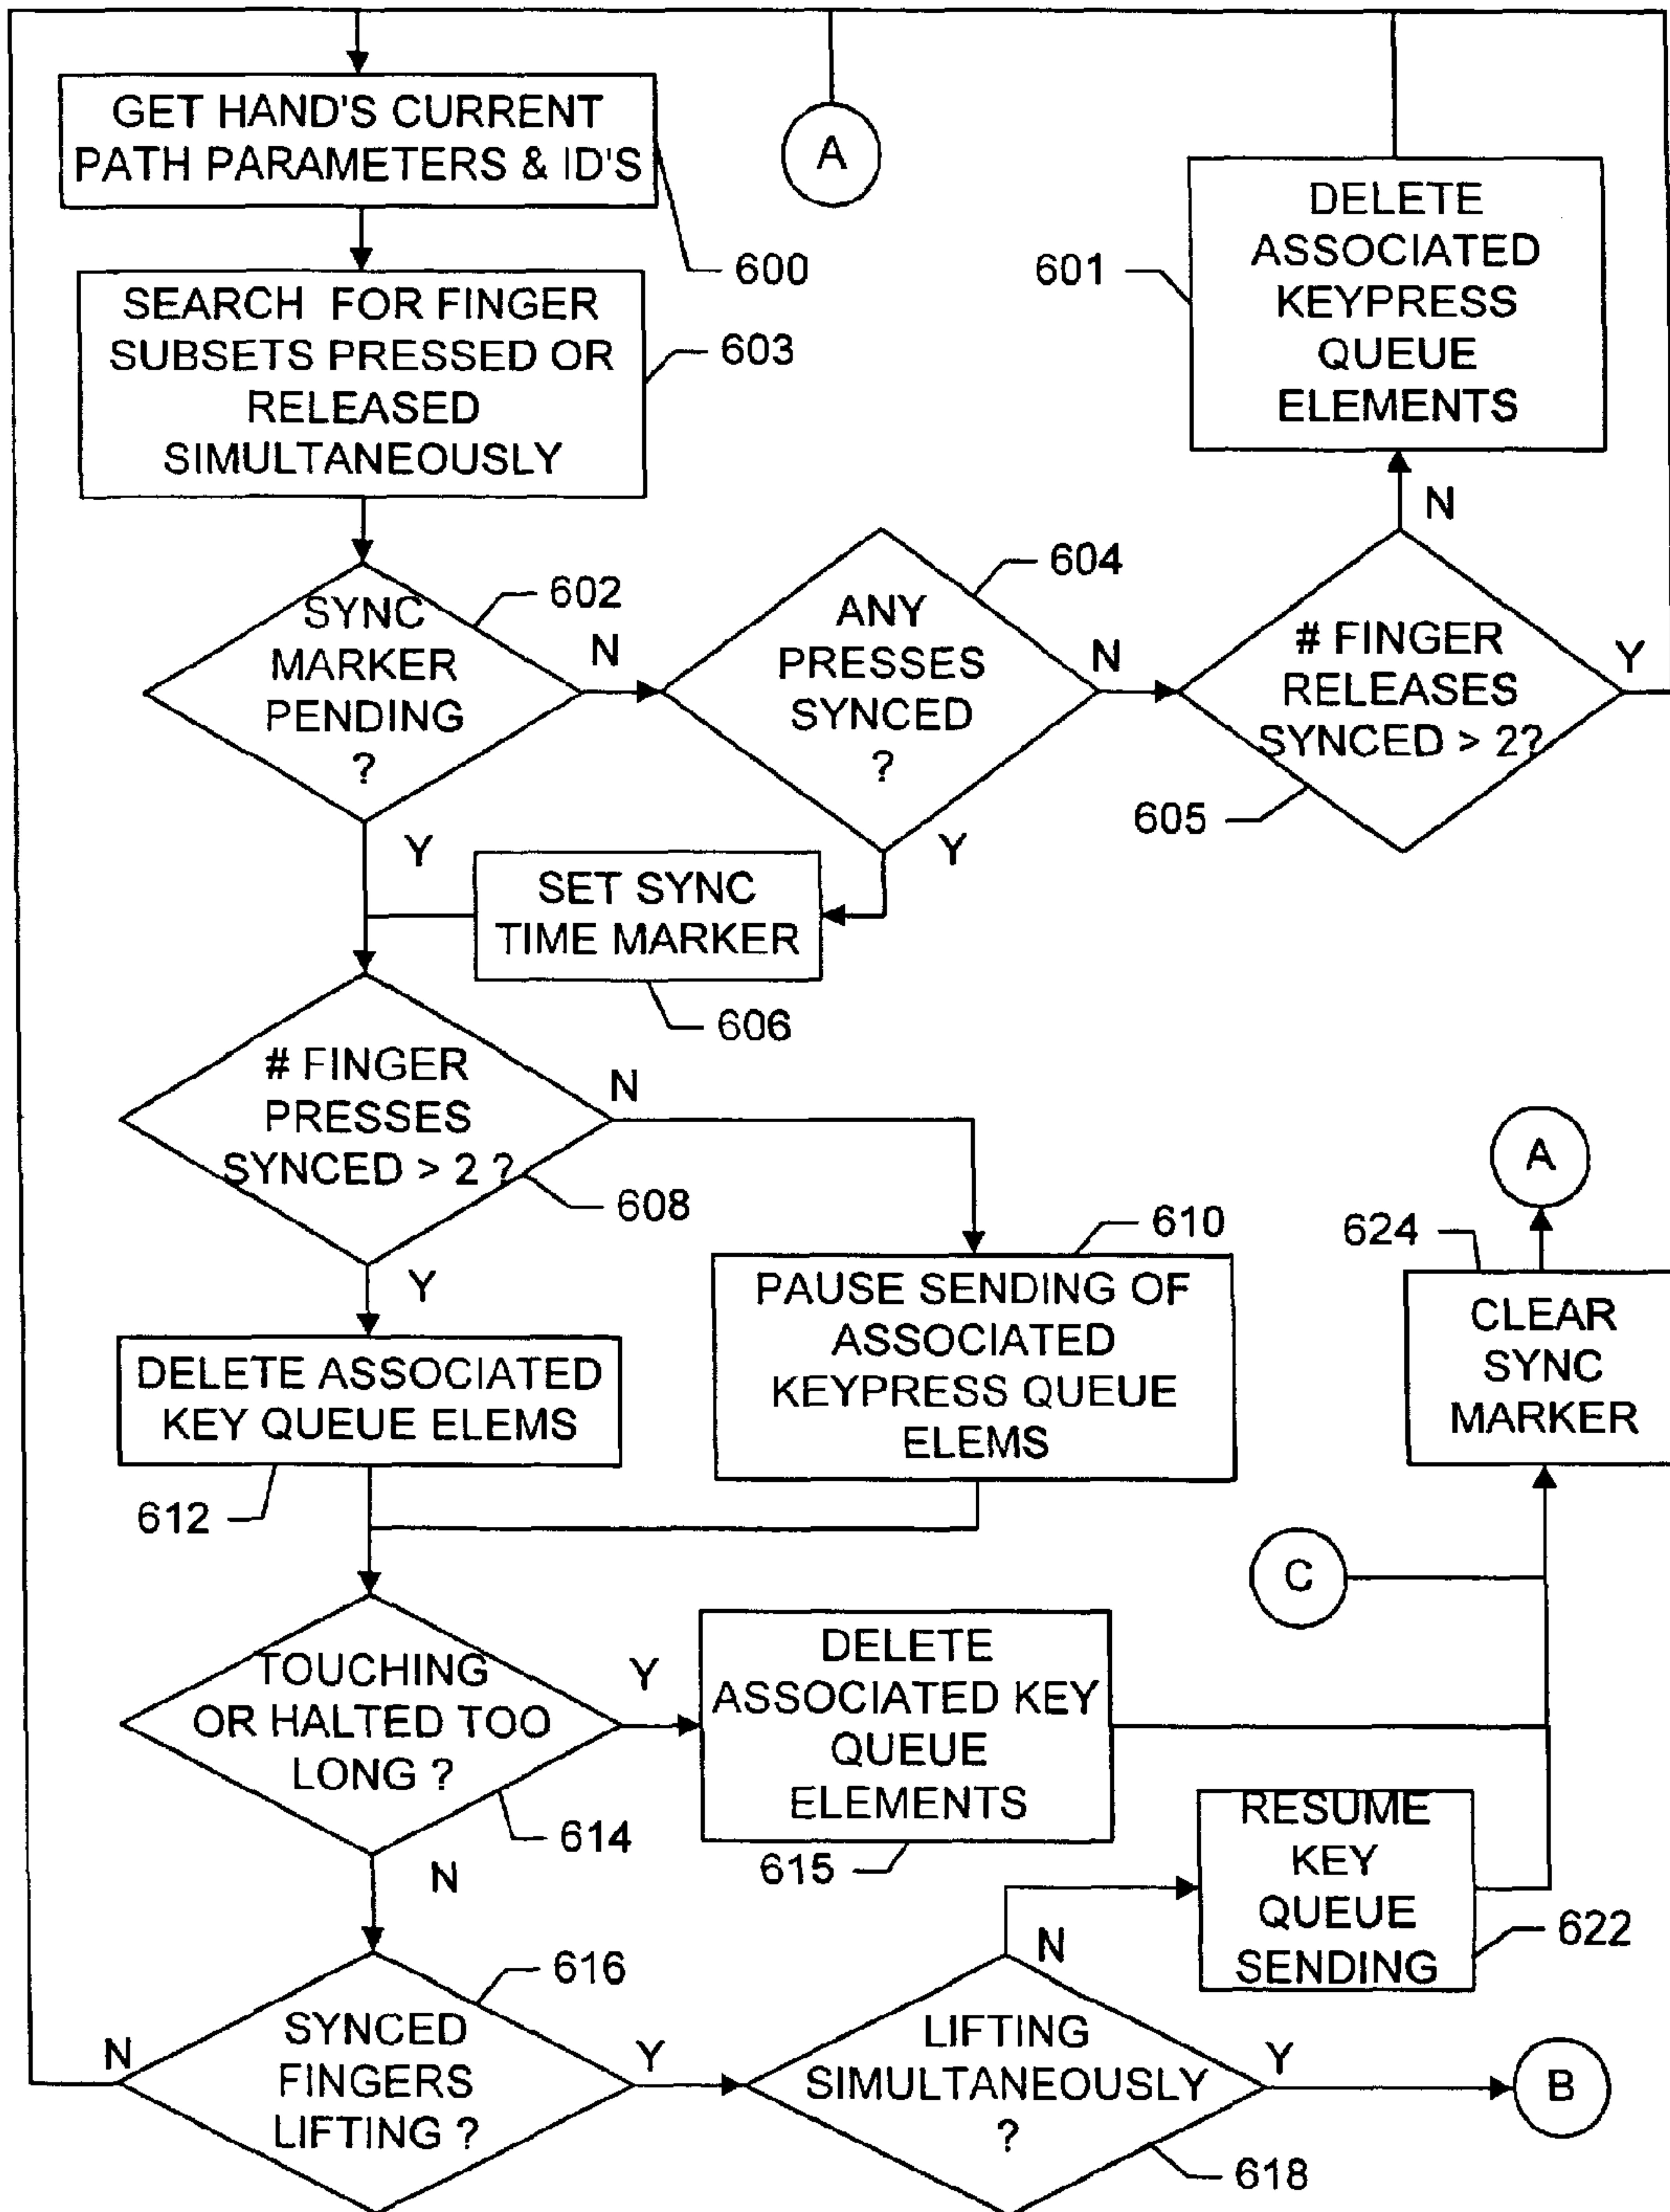 GET HAND'S CURRENT
PATH PARAMETERS & ID'S
600
A
DELETE
ASSOCIATED
KEYPRESS
QUEUE
ELEMENTS
601
SEARCH FOR FINGER
SUBSETS PRESSED OR
RELEASED
SIMULTANEOUSLY
603
SYNC
MARKER
PENDING
?
602
N
Y
ANY
PRESSES
SYNCED
?
604
N
Y
# FINGER
RELEASES
SYNCED > 2?
605
N
Y
SET SYNC
TIME MARKER
606
# FINGER
PRESSES
SYNCED > 2 ?
608
N
Y
PAUSE SENDING OF
ASSOCIATED
KEYPRESS QUEUE
ELEMS
610
DELETE ASSOCIATED
KEY QUEUE ELEMS
612
A
624
CLEAR
SYNC
MARKER
C
TOUCHING
OR HALTED TOO
LONG ?
614
Y
N
DELETE
ASSOCIATED KEY
QUEUE
ELEMENTS
615
RESUME
KEY
QUEUE
SENDING
622
SYNCED
FINGERS
LIFTING ?
616
N
Y
LIFTING
SIMULTANEOUSLY
?
618
N
Y
B